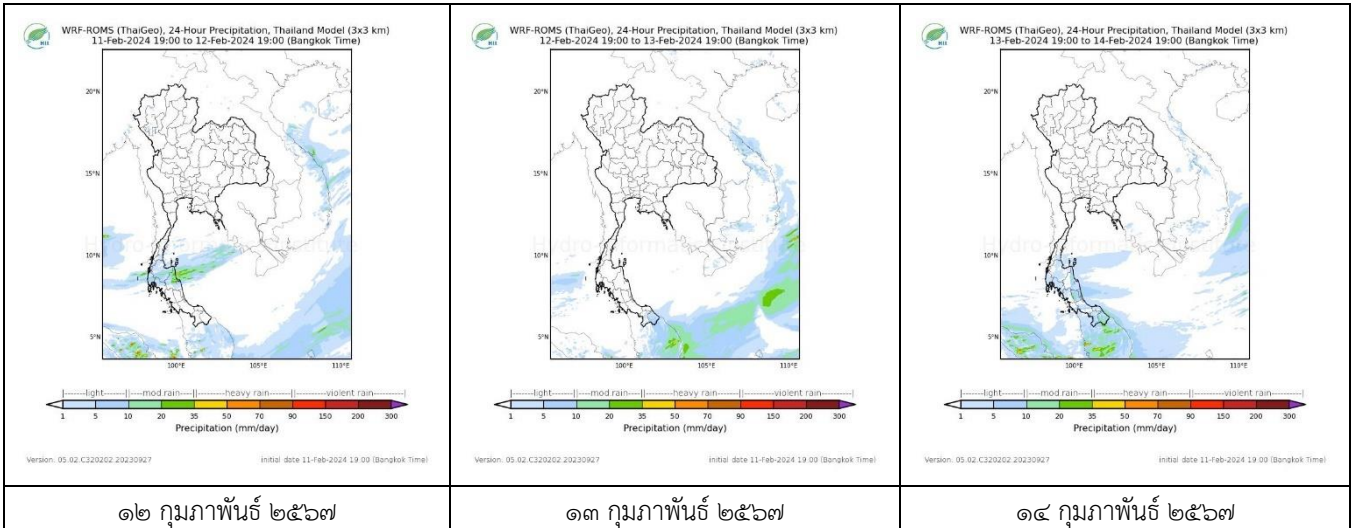 WRF-ROMS (ThaiGeo), 24-Hour Precipitation, Thailand Model (3x3 km)
11-Feb-2024 19:00 to 12-Feb-2024 19:00 (Bangkok Time)
HII
20°N
15°N
10°N
5°N
100°E 105°E 110°E
light mod rain heavy rain violent rain
1 5 10 20 35 50 70 90 150 200 300
Precipitation (mm/day)
Version: 05.02.C320202.20230927 initial date 11-Feb-2024 19:00 (Bangkok Time)
๑๒ กุมภาพันธ์ ๒๕๖๗
WRF-ROMS (ThaiGeo), 24-Hour Precipitation, Thailand Model (3x3 km)
12-Feb-2024 19:00 to 13-Feb-2024 19:00 (Bangkok Time)
HII
20°N
15°N
10°N
5°N
100°E 105°E 110°E
light mod rain heavy rain violent rain
1 5 10 20 35 50 70 90 150 200 300
Precipitation (mm/day)
Version: 05.02.C320202.20230927 initial date 11-Feb-2024 19:00 (Bangkok Time)
๑๓ กุมภาพันธ์ ๒๕๖๗
WRF-ROMS (ThaiGeo), 24-Hour Precipitation, Thailand Model (3x3 km)
13-Feb-2024 19:00 to 14-Feb-2024 19:00 (Bangkok Time)
HII
20°N
15°N
10°N
5°N
100°E 105°E 110°E
light mod rain heavy rain violent rain
1 5 10 20 35 50 70 90 150 200 300
Precipitation (mm/day)
Version: 05.02.C320202.20230927 initial date 11-Feb-2024 19:00 (Bangkok Time)
๑๔ กุมภาพันธ์ ๒๕๖๗